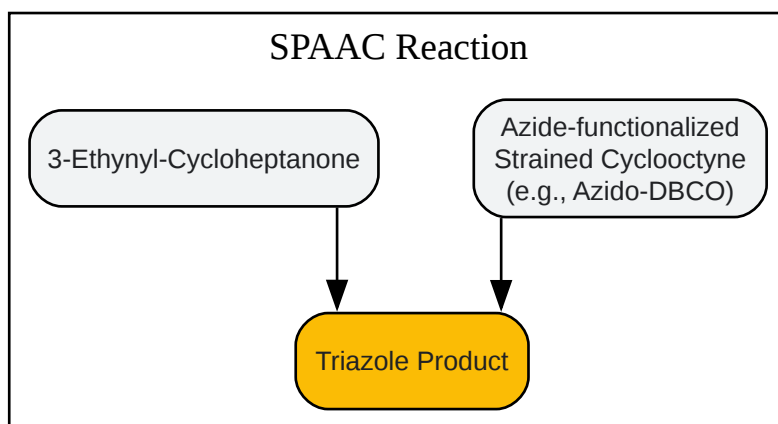 SPAAC Reaction
3-Ethynyl-Cycloheptanone
Azide-functionalized
Strained Cyclooctyne
(e.g., Azido-DBCO)
Triazole Product